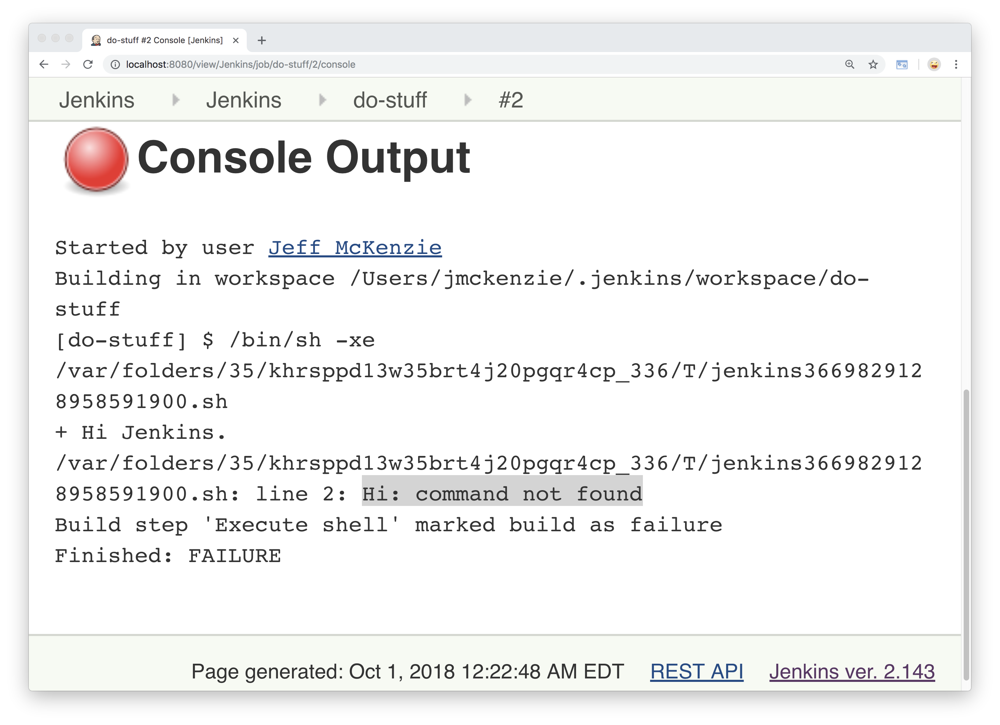 do-stuff #2 Console [Jenkins]
localhost:8080/view/Jenkins/job/do-stuff/2/console
Jenkins Jenkins do-stuff #2
Console Output
Started by user Jeff McKenzie
Building in workspace /Users/jmckenzie/.jenkins/workspace/do-
stuff
[do-stuff] $ /bin/sh -xe
/var/folders/35/khrsppd13w35brt4j20pgqr4cp_336/T/jenkins366982912
8958591900.sh
+ Hi Jenkins.
/var/folders/35/khrsppd13w35brt4j20pgqr4cp_336/T/jenkins366982912
8958591900.sh: line 2: Hi: command not found
Build step 'Execute shell' marked build as failure
Finished: FAILURE
Page generated: Oct 1, 2018 12:22:48 AM EDT REST API Jenkins ver. 2.143